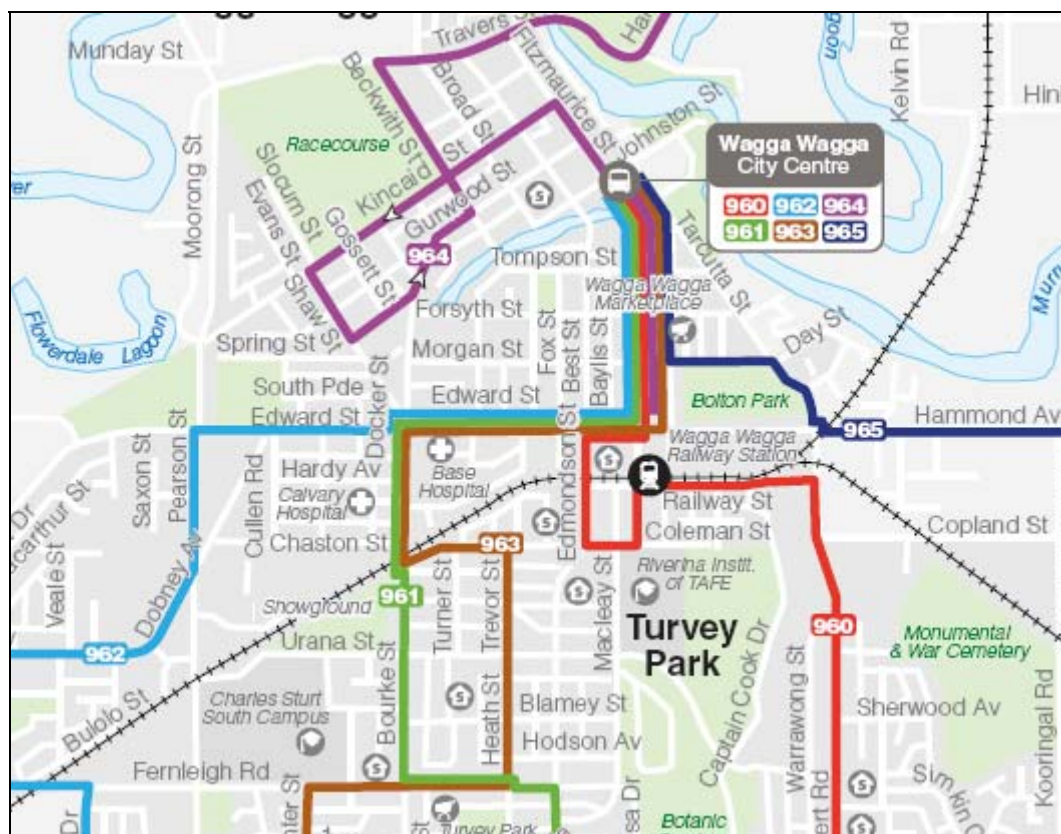 Munday St
Travers St
Fitzmaurice St
Kelvin Rd
Beckwith St
Broad St
Johnston St
Racecourse
Kincaid St
Gurwood St
Wagga Wagga
City Centre
960 962 964
961 963 965
Moorong St
Slocum St
Evans St
Gossett St
Shaw St
964
Tompson St
Tarcutta St
Wagga Wagga
Marketplace
Flowerdale Lagoon
Forsyth St
Day St
Spring St
Morgan St
Fox St
Best St
Baylis St
South Pde
Edward St
Edward St
Bolton Park
Hammond Av
965
Docker St
Saxon St
Pearson St
Cullen Rd
Hardy Av
Base
Hospital
Calvary
Hospital
Edmondson St
Wagga Wagga
Railway Station
Railway St
Coleman St
Copland St
Chaston St
963
Veale St
Dobney Av
Showground
961
Turner St
Trevor St
Macleay St
Riverina Instit.
of TAFE
Turvey
Park
960
Monumental
& War Cemetery
962
Urana St
Bourke St
Heath St
Blamey St
Hodson Av
Captain Cook Dr
Warrawong St
Sherwood Av
Kooringal Rd
Bulolo St
Charles Sturt
South Campus
Fernleigh Rd
Turvey Park
Botanic
Dr